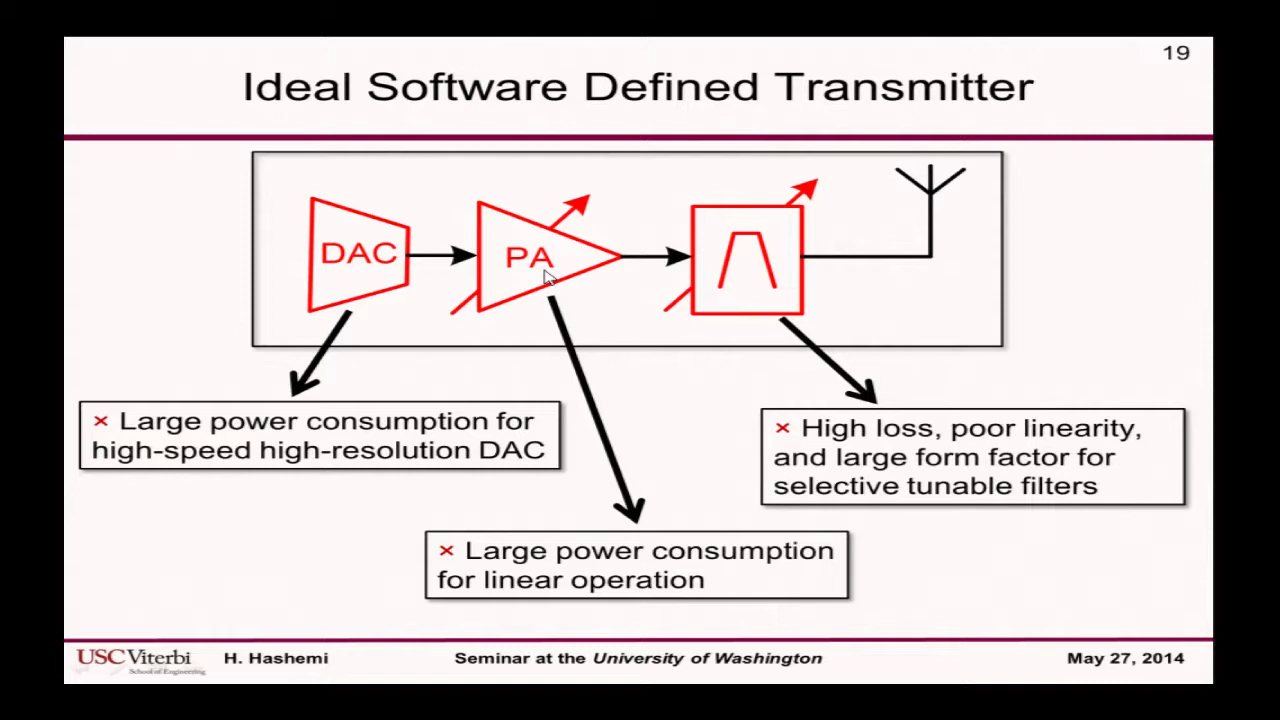 19
Ideal Software Defined Transmitter
DAC
PA
× Large power consumption for
high-speed high-resolution DAC
× High loss, poor linearity,
and large form factor for
selective tunable filters
× Large power consumption
for linear operation
USC Viterbi
School of Engineering
H. Hashemi
Seminar at the University of Washington
May 27, 2014